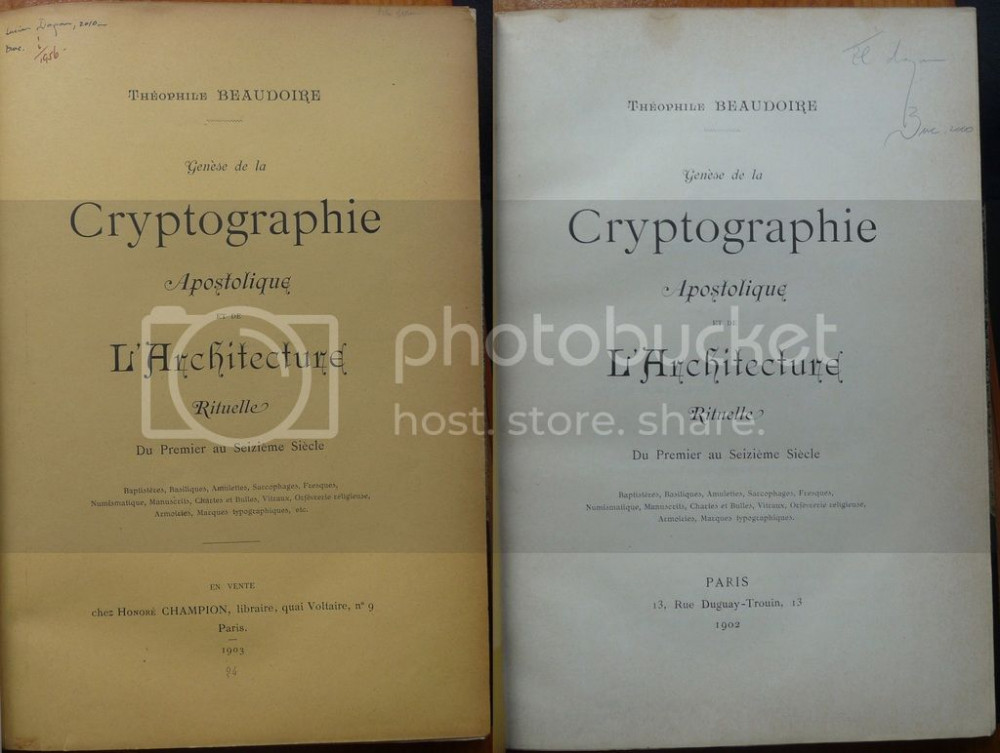 2010
1956
THÉOPHILE BEAUDOIRE
Genèse de la
Cryptographie
Apostolique
ET DE
L'Architecture
Rituelle
Du Premier au Seizième Siècle
Baptistères, Basiliques, Amulettes, Sarcophages, Fresques,
Numismatique, Manuscrits, Chartes et Bulles, Vitraux, Orfèvrerie religieuse,
Armoiries, Marques typographiques, etc.
EN VENTE
chez HONORÉ CHAMPION, libraire, quai Voltaire, nº 9
Paris.
1903
THÉOPHILE BEAUDOIRE
Genèse de la
Cryptographie
Apostolique
ET DE
L'Architecture
Rituelle
Du Premier au Seizième Siècle
Baptistères, Basiliques, Amulettes, Sarcophages, Fresques,
Numismatique, Manuscrits, Chartes et Bulles, Vitraux, Orfèvrerie religieuse,
Armoiries, Marques typographiques.
PARIS
13, Rue Duguay-Trouin, 13
1902
photobucket
host. store. share.